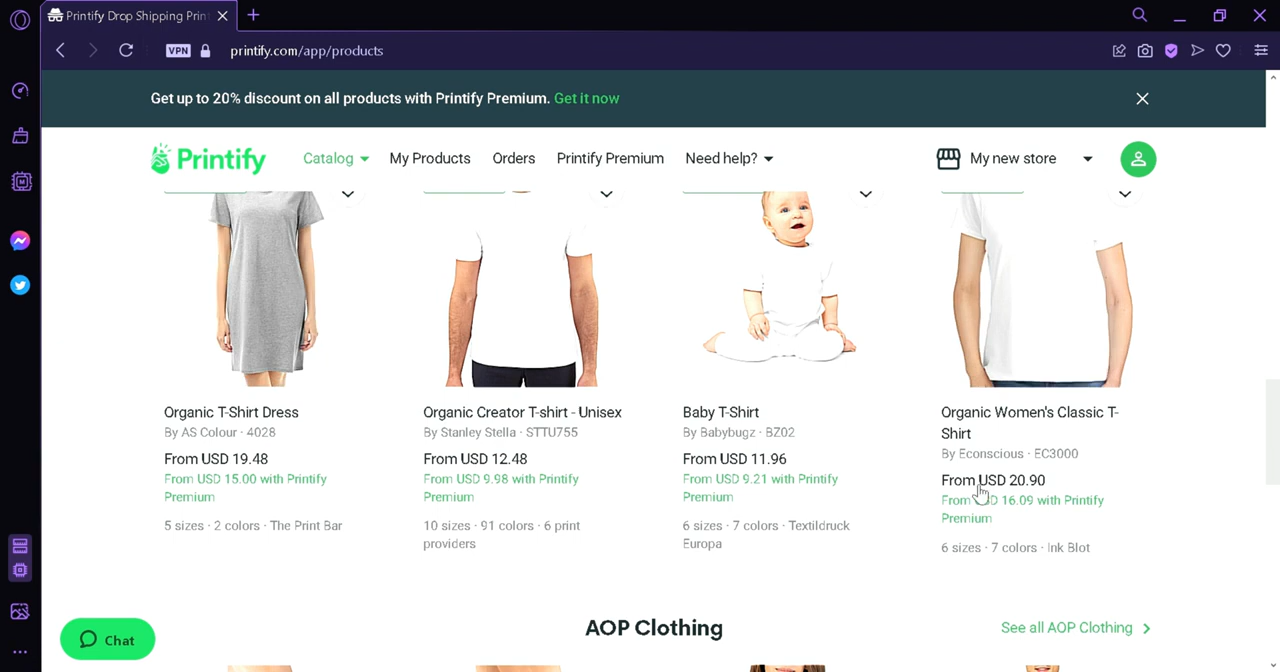 Printify Drop Shipping Prin
VPN
printify.com/app/products
Get up to 20% discount on all products with Printify Premium. Get it now
Printify
Catalog
My Products
Orders
Printify Premium
Need help?
My new store
Organic T-Shirt Dress
By AS Colour · 4028
From USD 19.48
From USD 15.00 with Printify
Premium
5 sizes · 2 colors · The Print Bar
Organic Creator T-shirt - Unisex
By Stanley Stella · STTU755
From USD 12.48
From USD 9.98 with Printify
Premium
10 sizes · 91 colors · 6 print
providers
Baby T-Shirt
By Babybugz · BZ02
From USD 11.96
From USD 9.21 with Printify
Premium
6 sizes · 7 colors · Textildruck
Europa
Organic Women's Classic T-
Shirt
By Econscious · EC3000
From USD 20.90
From USD 16.09 with Printify
Premium
6 sizes · 7 colors · Ink Blot
AOP Clothing
See all AOP Clothing
Chat